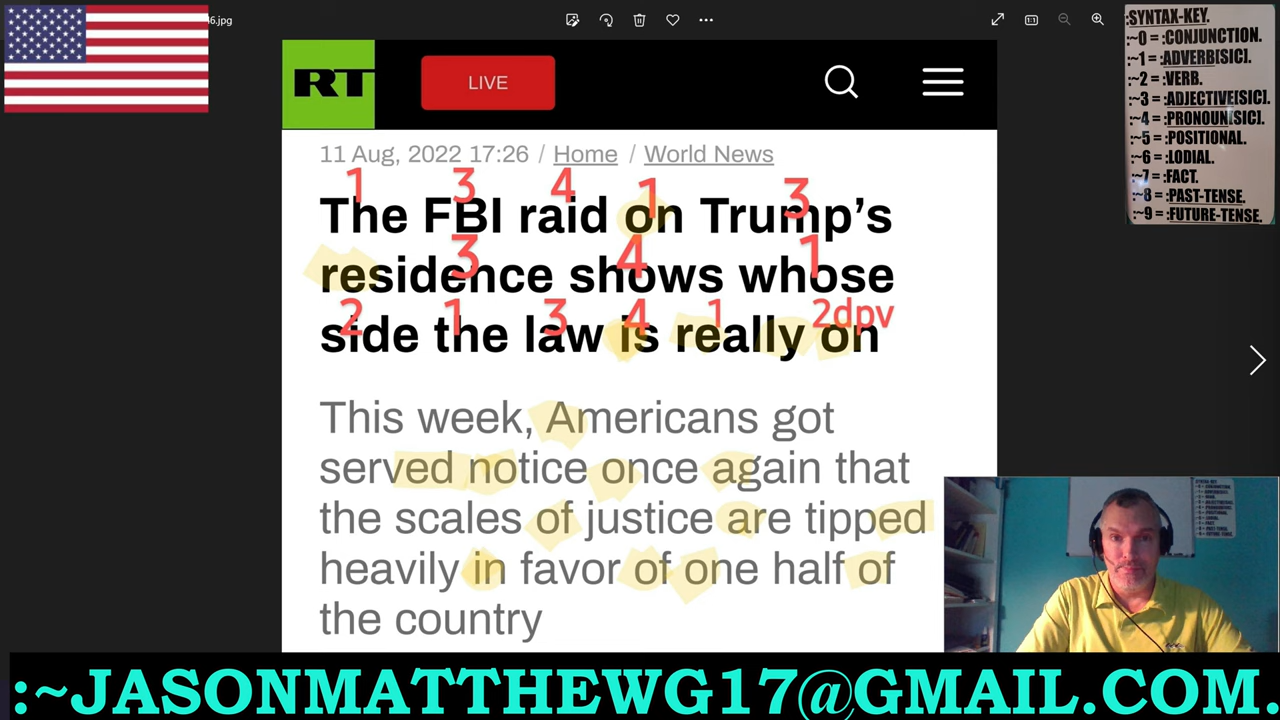 6.jpg
RT
LIVE
11 Aug, 2022 17:26 / Home / World News
1 3 4 1 3
The FBI raid on Trump's
3 4 1
residence shows whose
2 1 3 4 1 2dpv
side the law is really on
This week, Americans got
served notice once again that
the scales of justice are tipped
heavily in favor of one half of
the country
:SYNTAX-KEY.
:~0 = :CONJUNCTION.
:~1 = :ADVERB[SIC].
:~2 = :VERB.
:~3 = :ADJECTIVE[SIC].
:~4 = :PRONOUN[SIC].
:~5 = :POSITIONAL.
:~6 = :LODIAL.
:~7 = :FACT.
:~8 = :PAST-TENSE.
:~9 = :FUTURE-TENSE.
:~JASONMATTHEWG17@GMAIL.COM.